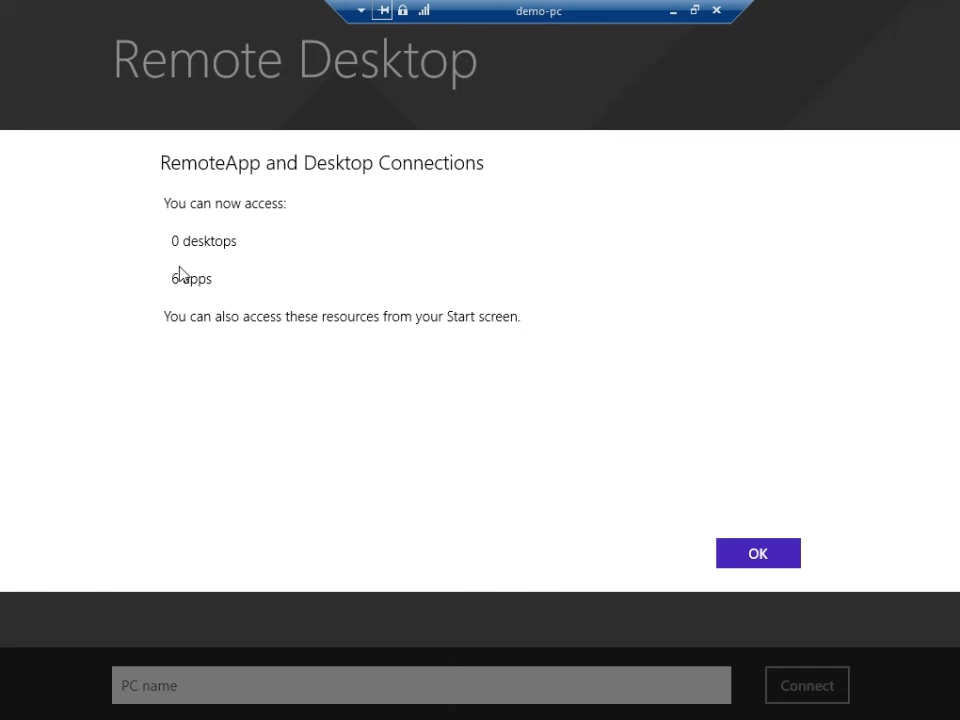 demo-pc
Remote Desktop
RemoteApp and Desktop Connections
You can now access:
0 desktops
6 apps
You can also access these resources from your Start screen.
OK
PC name
Connect